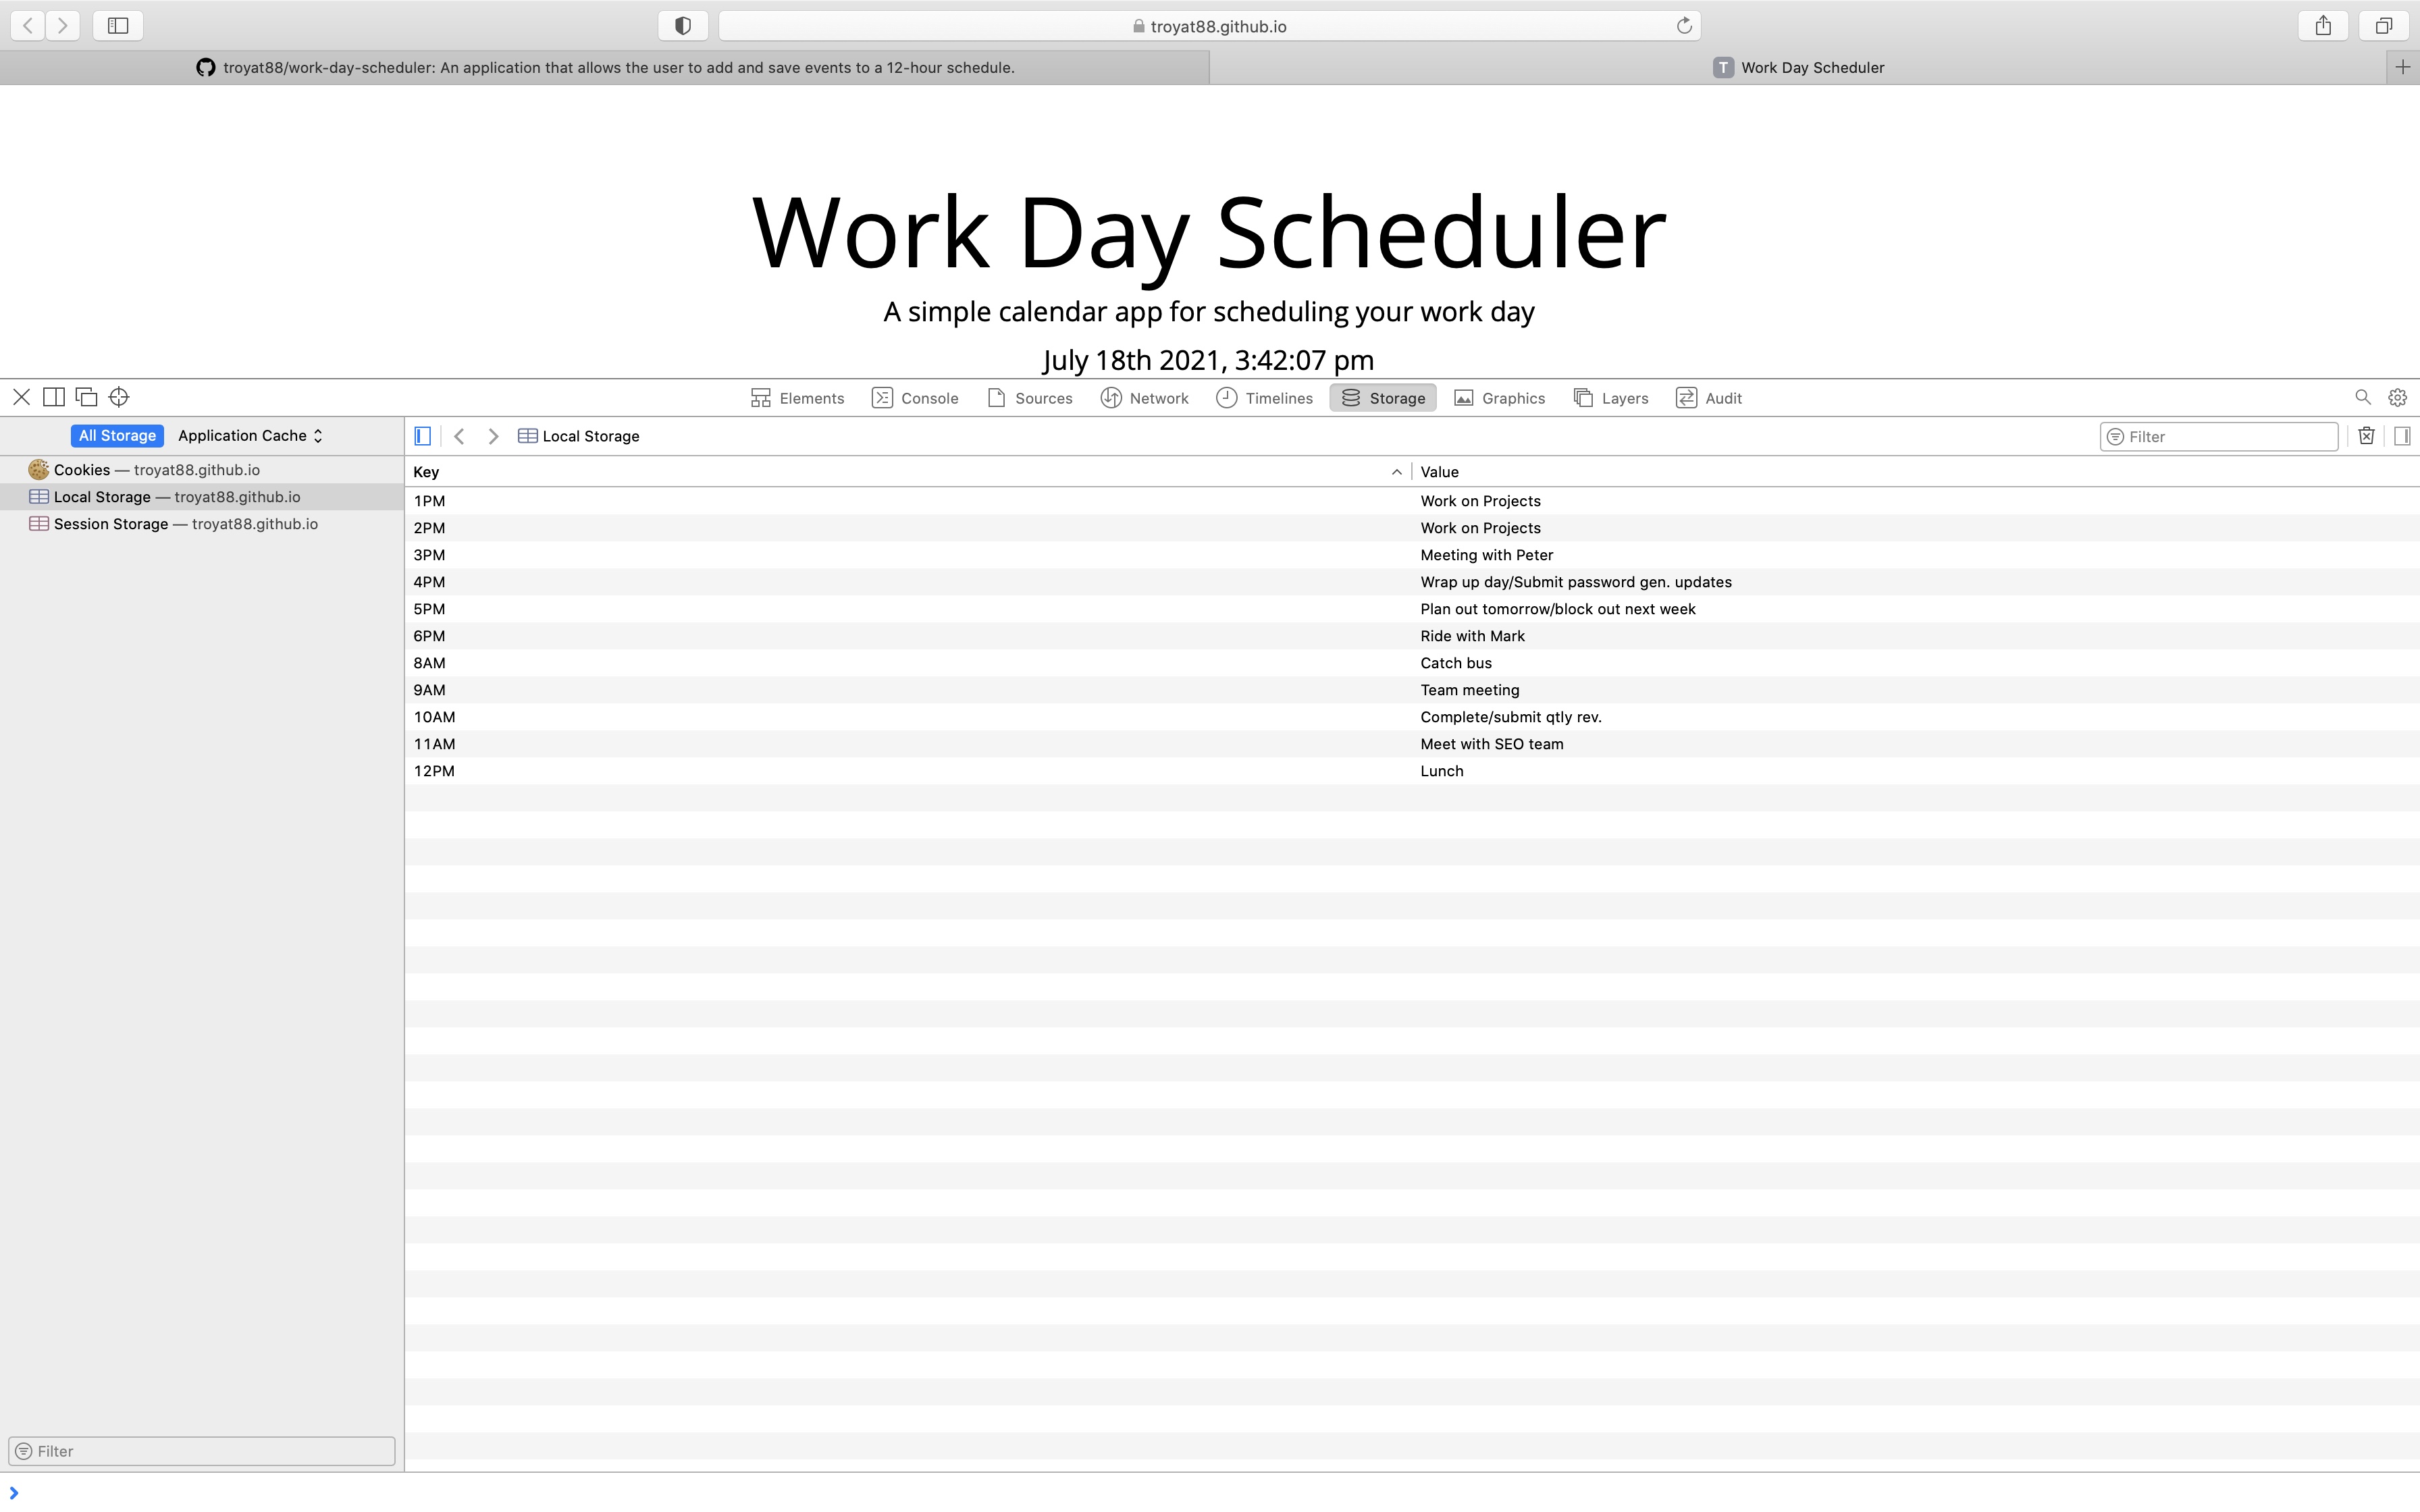 troyat88.github.io
troyat88/work-day-scheduler: An application that allows the user to add and save events to a 12-hour schedule.
T Work Day Scheduler
Work Day Scheduler
A simple calendar app for scheduling your work day
July 18th 2021, 3:42:07 pm
Elements Console Sources Network Timelines Storage Graphics Layers Audit
All Storage Application Cache
Local Storage
Filter
Cookies — troyat88.github.io
Local Storage — troyat88.github.io
Session Storage — troyat88.github.io
Key Value
1PM Work on Projects
2PM Work on Projects
3PM Meeting with Peter
4PM Wrap up day/Submit password gen. updates
5PM Plan out tomorrow/block out next week
6PM Ride with Mark
8AM Catch bus
9AM Team meeting
10AM Complete/submit qtly rev.
11AM Meet with SEO team
12PM Lunch
Filter